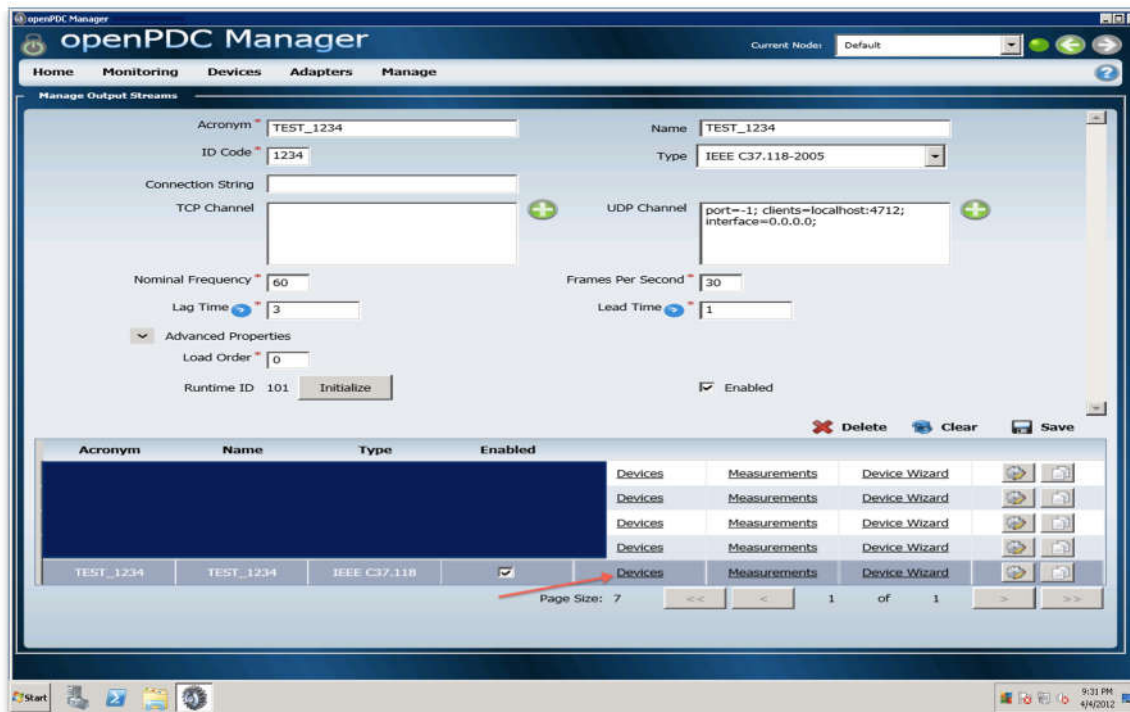 openPDC Manager
openPDC Manager
Current Node: Default
Home Monitoring Devices Adapters Manage
Manage Output Streams
Acronym * TEST_1234 Name TEST_1234
ID Code * 1234 Type IEEE C37.118-2005
Connection String
TCP Channel UDP Channel port=-1; clients=localhost:4712;
interface=0.0.0.0;
Nominal Frequency * 60 Frames Per Second * 30
Lag Time ? * 3 Lead Time ? * 1
Advanced Properties
Load Order * 0
Runtime ID 101 Initialize Enabled
Delete Clear Save
Acronym Name Type Enabled
Devices Measurements Device Wizard
Devices Measurements Device Wizard
Devices Measurements Device Wizard
Devices Measurements Device Wizard
TEST_1234 TEST_1234 IEEE C37.118 Devices Measurements Device Wizard
Page Size: 7 << < 1 of 1 > >>
Start 9:31 PM
4/4/2012